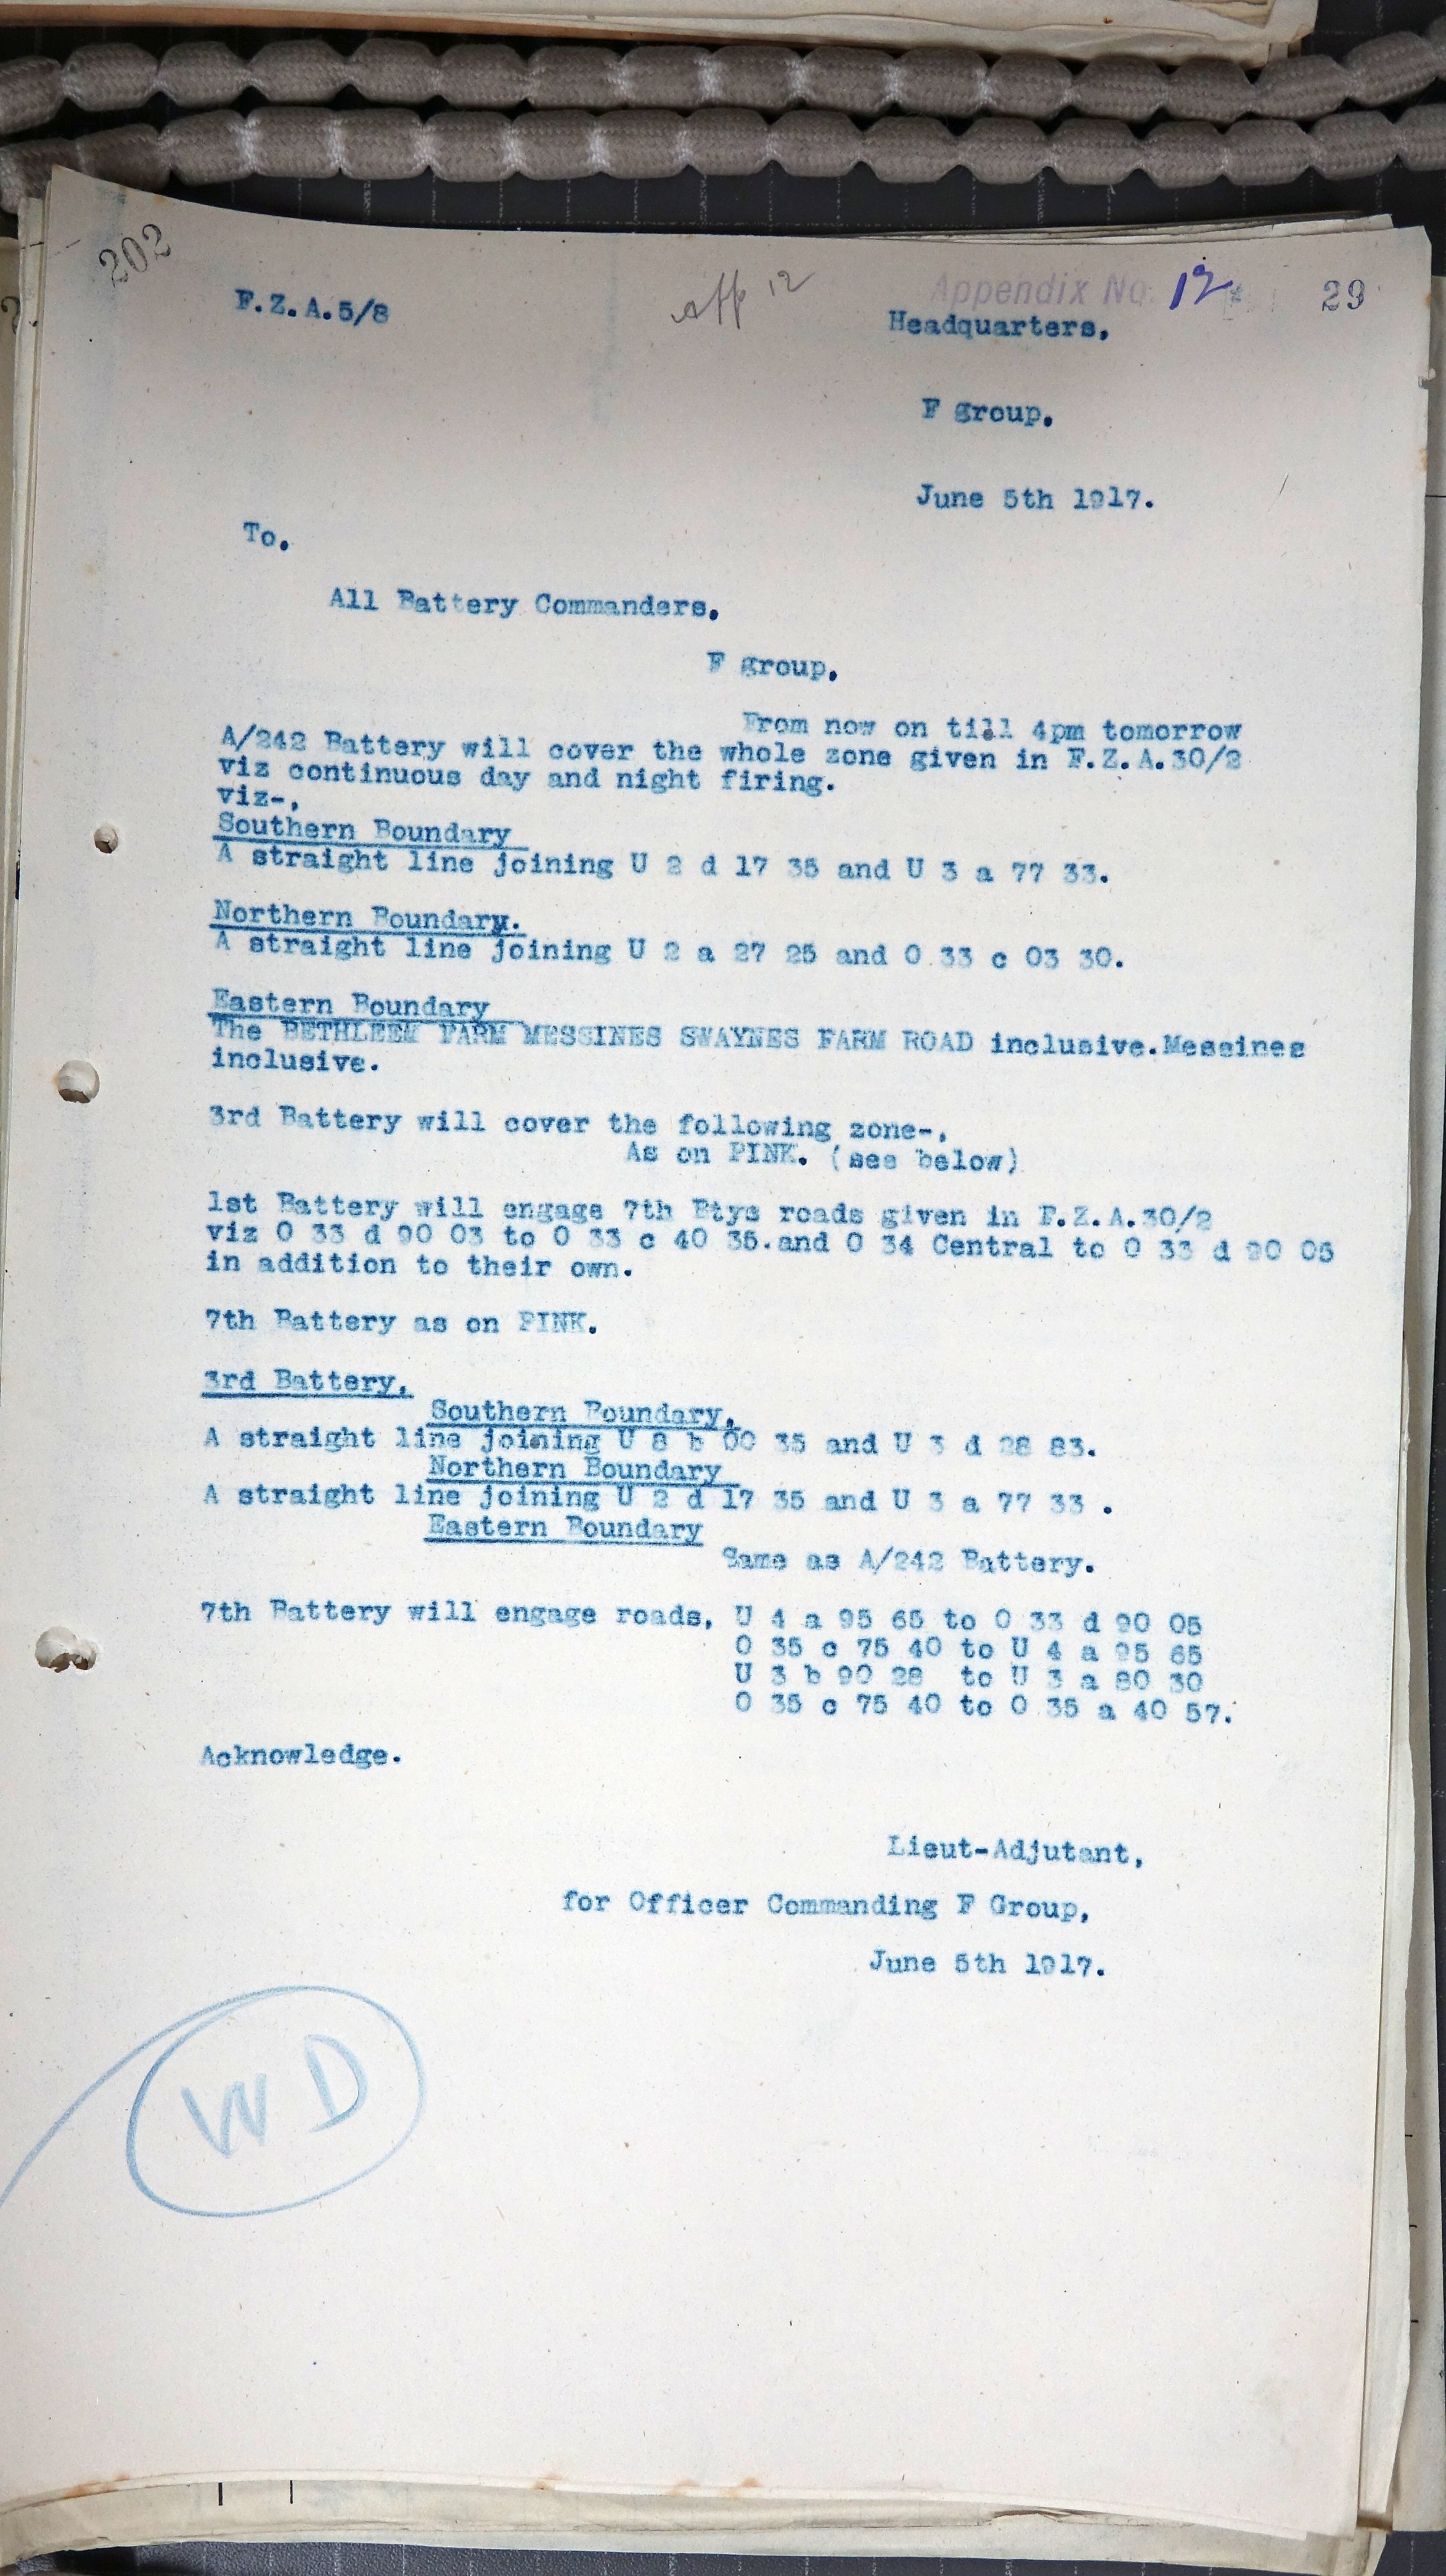 202
F.Z.A.5/8
App 12
Appendix No. 12
29
Headquarters,
F group.
June 5th 1917.
To.
All Battery Commanders,
F group.
From now on till 4pm tomorrow
A/242 Battery will cover the whole zone given in F.Z.A.30/2
viz continuous day and night firing.
viz-,
Southern Boundary
A straight line joining U 2 d 17 35 and U 3 a 77 33.
Northern Boundary.
A straight line joining U 2 a 27 25 and O 33 c 03 30.
Eastern Boundary
The BETHLEEM FARM MESSINES SWAYNES FARM ROAD inclusive.Messines
inclusive.
3rd Battery will cover the following zone-,
As on PINK. (see below)
1st Battery will engage 7th Btys roads given in F.Z.A.30/2
viz O 33 d 90 03 to O 33 c 40 35.and O 34 Central to O 33 d 90 05
in addition to their own.
7th Battery as on PINK.
3rd Battery,
Southern Boundary,
A straight line joining U 8 b 00 35 and U 3 d 28 83.
Northern Boundary
A straight line joining U 2 d 17 35 and U 3 a 77 33 .
Eastern Boundary
Same as A/242 Battery.
7th Battery will engage roads, U 4 a 95 65 to O 33 d 90 05
O 35 c 75 40 to U 4 a 95 65
U 3 b 90 28 to U 3 a 80 30
O 35 c 75 40 to O 35 a 40 57.
Acknowledge.
Lieut-Adjutant,
for Officer Commanding F Group,
June 5th 1917.
WD